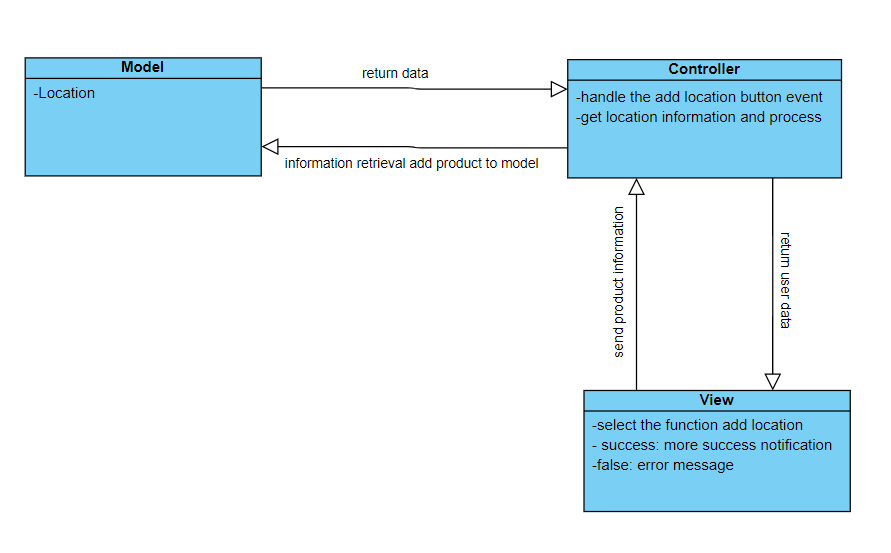 Model
-Location
return data
information retrieval add product to model
Controller
-handle the add location button event
-get location information and process
send product information
return user data
View
-select the function add location
- success: more success notification
-false: error message